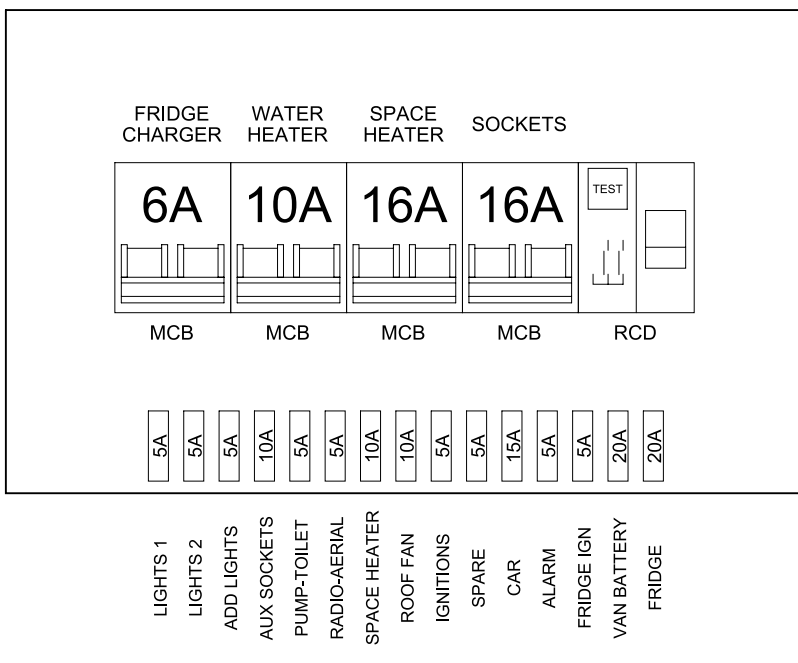 FRIDGE
CHARGER
WATER
HEATER
SPACE
HEATER
SOCKETS
6A
10A
16A
16A
TEST
MCB
MCB
MCB
MCB
RCD
5A
5A
5A
10A
5A
5A
10A
10A
5A
5A
15A
5A
5A
20A
20A
LIGHTS 1
LIGHTS 2
ADD LIGHTS
AUX SOCKETS
PUMP-TOILET
RADIO-AERIAL
SPACE HEATER
ROOF FAN
IGNITIONS
SPARE
CAR
ALARM
FRIDGE IGN
VAN BATTERY
FRIDGE